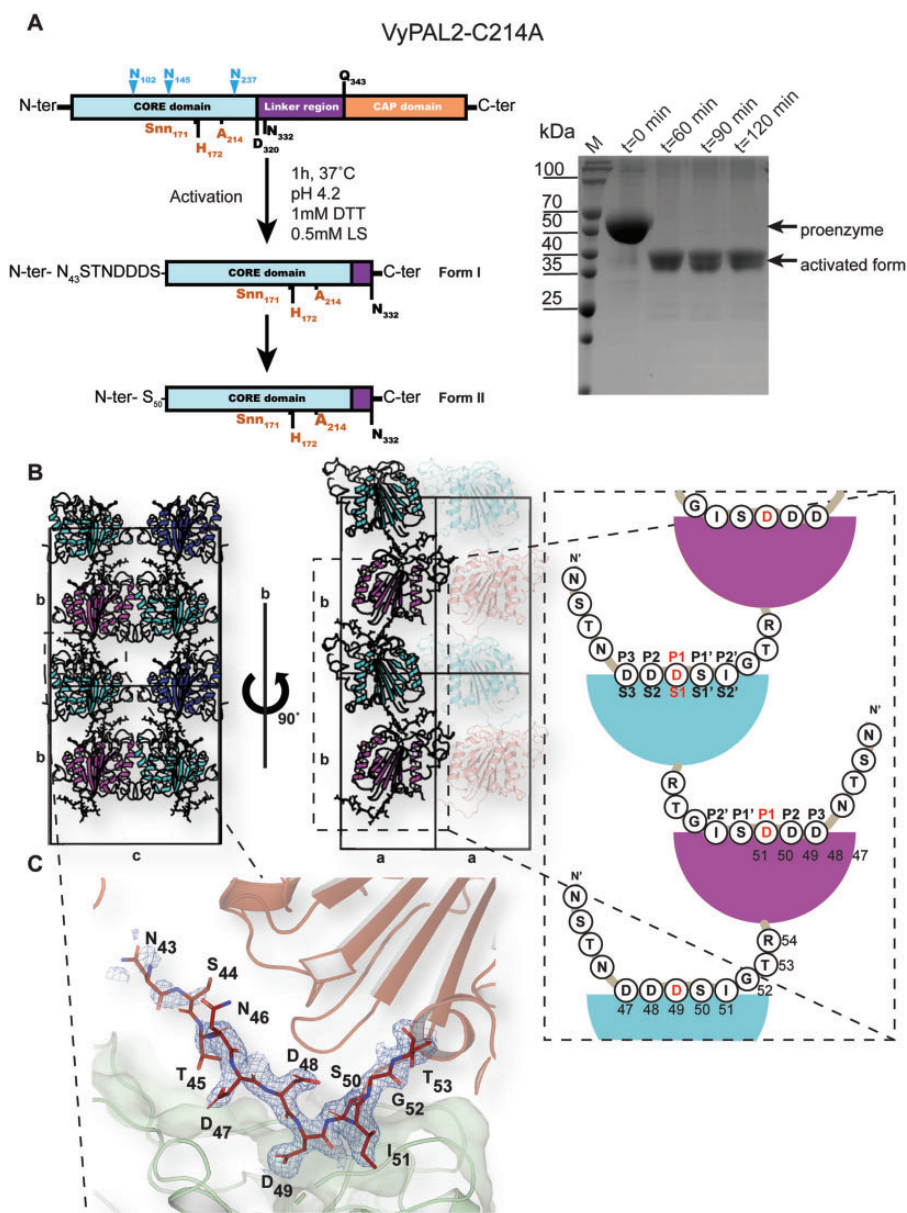 A
VyPAL2-C214A
N102 N145 N237 Q343
N-ter CORE domain Linker region CAP domain C-ter
Snn171 A214 N332
H172 D320
Activation
1h, 37°C
pH 4.2
1mM DTT
0.5mM LS
N-ter- N43STNDDDS- CORE domain C-ter Form I
Snn171 A214
H172 N332
N-ter- S50 CORE domain C-ter Form II
Snn171 A214
H172 N332
kDa M t=0 min t=60 min t=90 min t=120 min
100
70
50
40
35
25
proenzyme
activated form
B
b
b
c
b
90°
b
b
a a
G I S D D D
N'
N
S
T
N
R
T
G
P3 P2 P1 P1' P2'
D D D S I
S3 S2 S1 S1' S2'
R
T
G
P2' P1' P1 P2 P3
I S D D D
51 50 49 48 47
N'
N
S
T
N
N'
N
S
T
N
R 54
T 53
G 52
D D D S I
47 48 49 50 51
C
N43
S44
N46
T45
D47
D48
D49
S50
I51
G52
T53